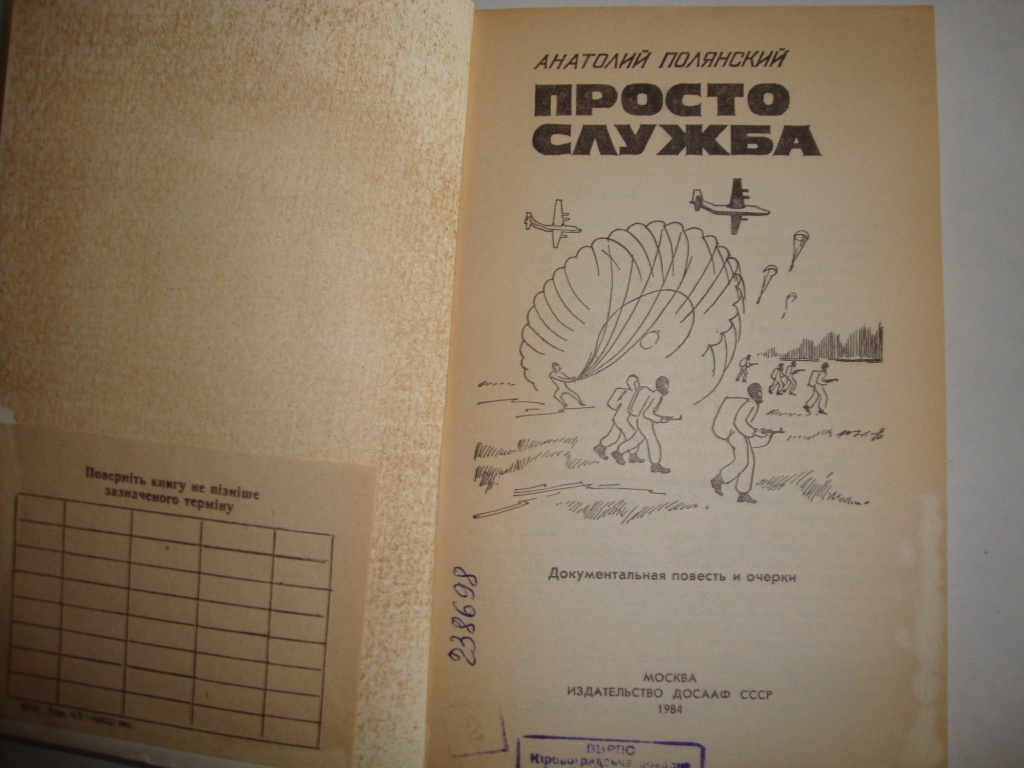 Поверніть книгу не пізніше
зазначеного терміну
АНАТОЛИЙ ПОЛЯНСКИЙ
ПРОСТО
СЛУЖБА
Документальная повесть и очерки
238698
МОСКВА
ИЗДАТЕЛЬСТВО ДОСААФ СССР
1984
ВЦРПС